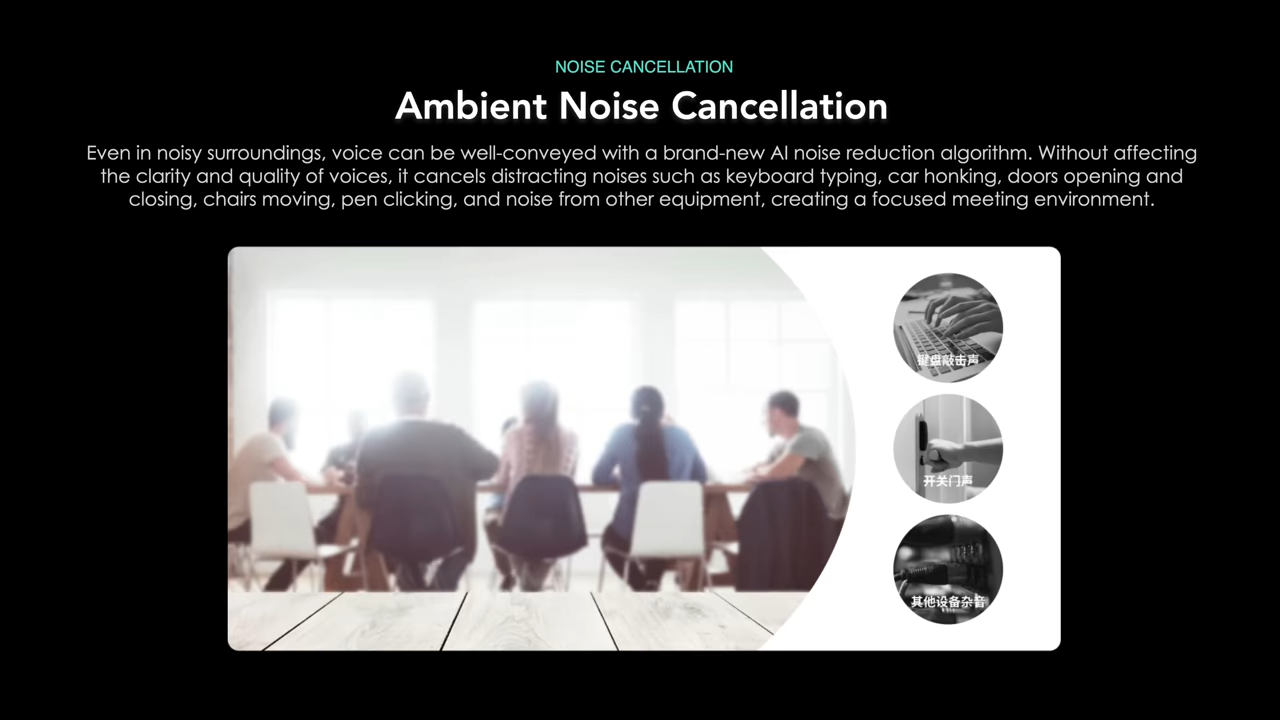 NOISE CANCELLATION
Ambient Noise Cancellation
Even in noisy surroundings, voice can be well-conveyed with a brand-new AI noise reduction algorithm. Without affecting
the clarity and quality of voices, it cancels distracting noises such as keyboard typing, car honking, doors opening and
closing, chairs moving, pen clicking, and noise from other equipment, creating a focused meeting environment.
键盘敲击声
开关门声
其他设备杂音